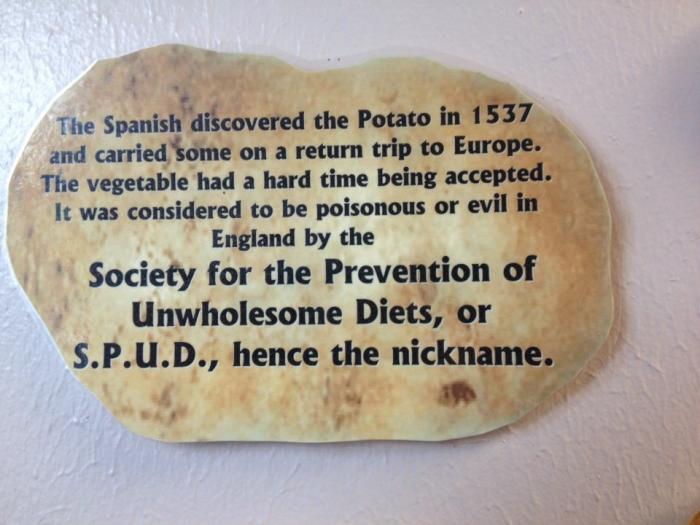 The Spanish discovered the Potato in 1537
and carried some on a return trip to Europe.
The vegetable had a hard time being accepted.
It was considered to be poisonous or evil in
England by the
Society for the Prevention of
Unwholesome Diets, or
S.P.U.D., hence the nickname.